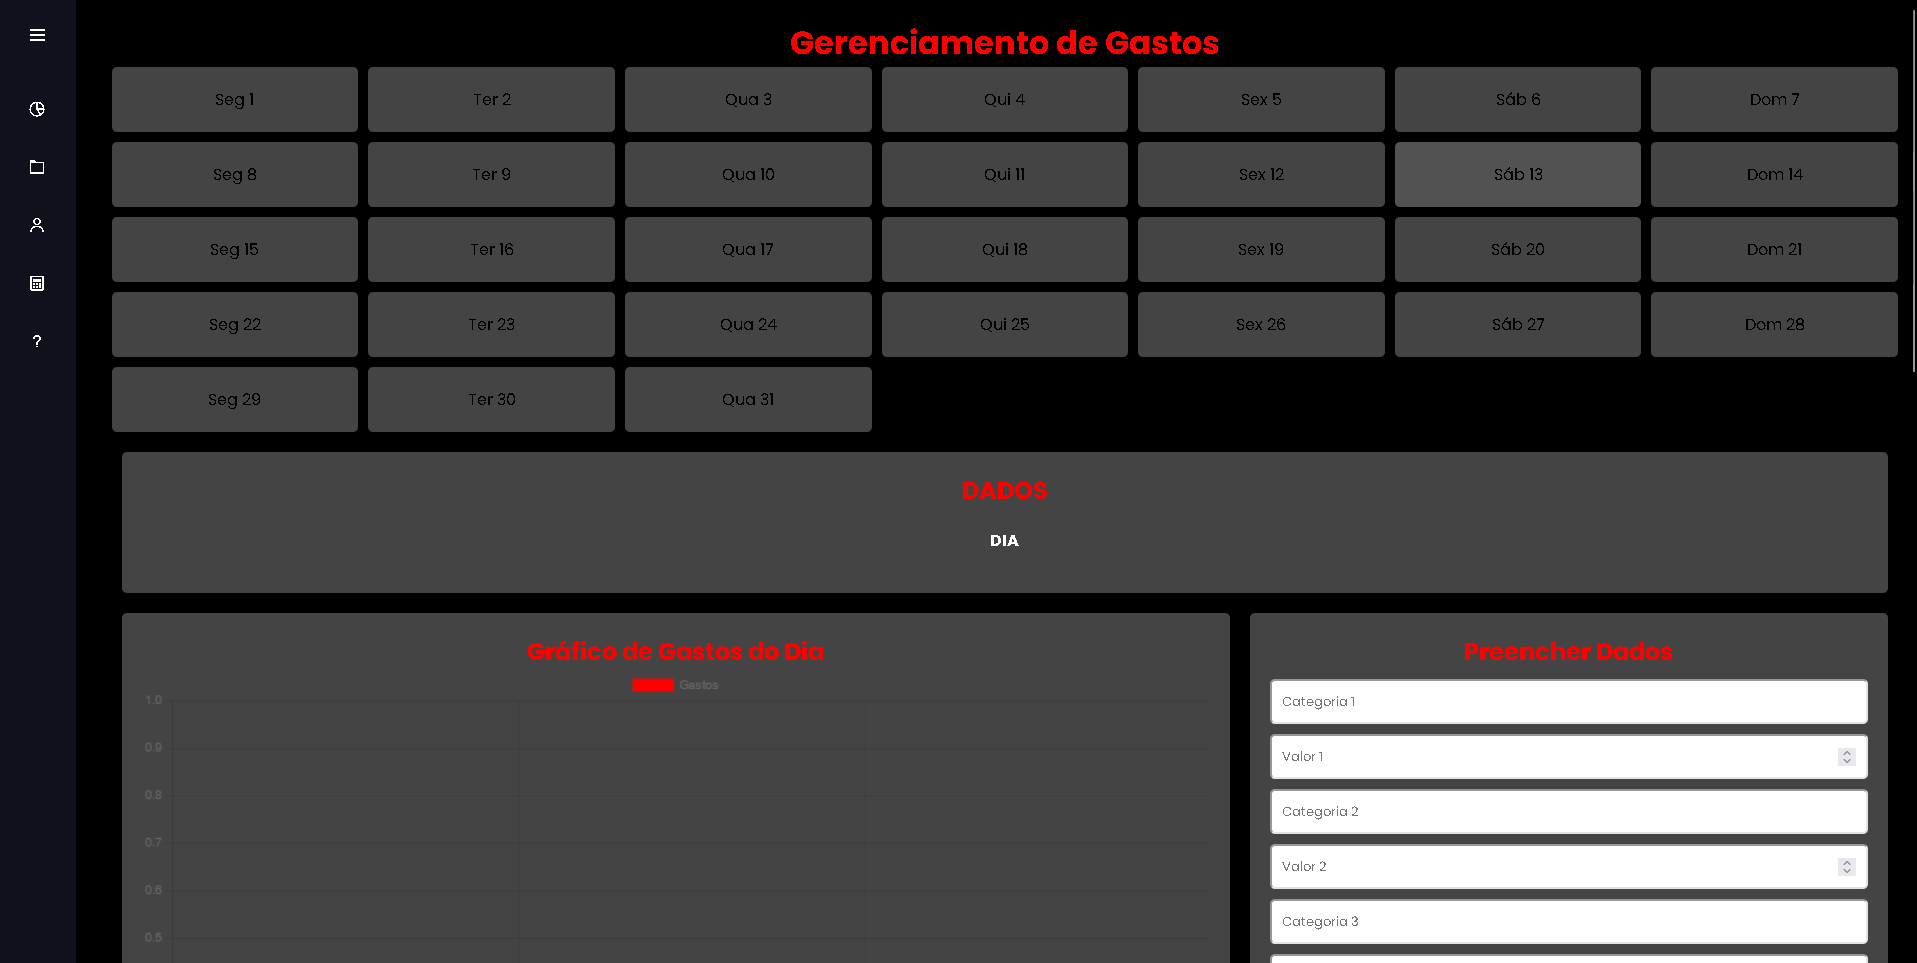 Gerenciamento de Gastos
Seg 1 Ter 2 Qua 3 Qui 4 Sex 5 Sáb 6 Dom 7
Seg 8 Ter 9 Qua 10 Qui 11 Sex 12 Sáb 13 Dom 14
Seg 15 Ter 16 Qua 17 Qui 18 Sex 19 Sáb 20 Dom 21
Seg 22 Ter 23 Qua 24 Qui 25 Sex 26 Sáb 27 Dom 28
Seg 29 Ter 30 Qua 31
DADOS
DIA
Gráfico de Gastos do Dia
Gastos
1.0
0.9
0.8
0.7
0.6
0.5
Preencher Dados
Categoria 1
Valor 1
Categoria 2
Valor 2
Categoria 3